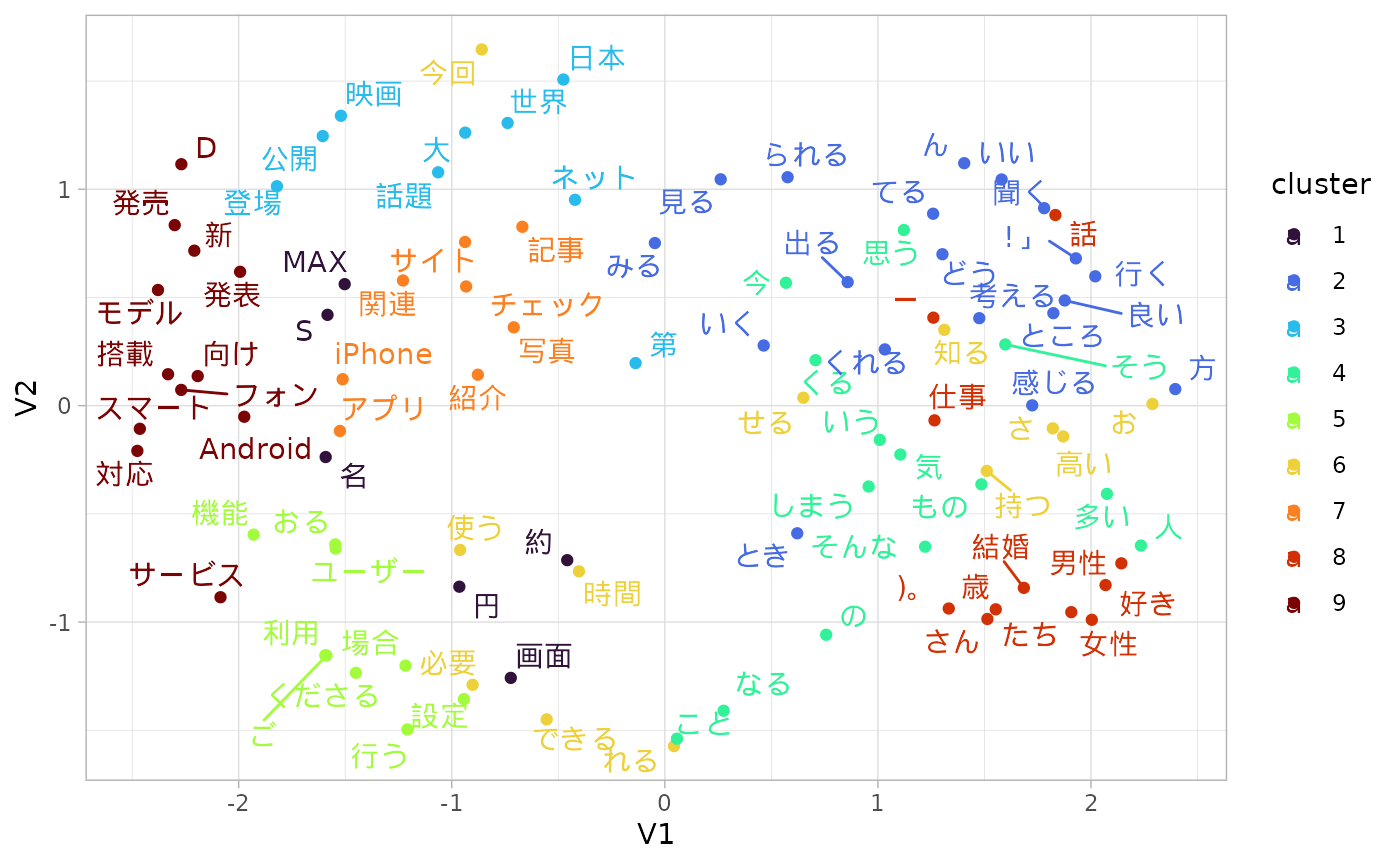 今回
日本
映画
世界
D
公開
大
ネット
話題
登場
発売
新
発表
モデル
搭載
向け
フォン
スマート
対応
Android
MAX
S
サイト
関連
記事
チェック
写真
iPhone
紹介
アプリ
名
第
られる
見る
みる
ん
いい
てる
聞く
話
!」
思う
出る
どう
行く
今
考える
良い
ー
いく
ところ
知る
くれる
そう
くる
方
感じる
仕事
せる
いう
さ
お
気
高い
しまう
もの
持つ
多い
人
とき
そんな
結婚
男性
)。
歳
好き
さん
たち
女性
の
なる
こと
機能
おる
ユーザー
サービス
使う
約
時間
円
利用
場合
必要
画面
くださる
ご
設定
行う
できる
れる
1
0
-1
V2
-2
-1
0
1
2
V1
cluster
1
2
3
4
5
6
7
8
9